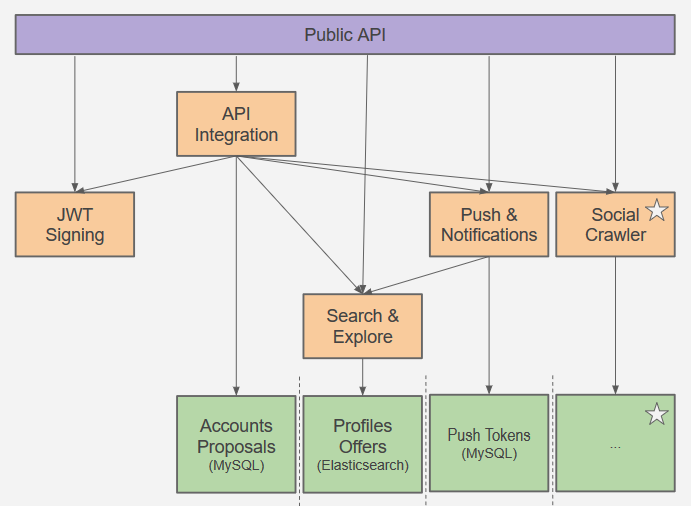 Public API
API
Integration
JWT
Signing
Push &
Notifications
Social
Crawler
Search &
Explore
Accounts
Proposals
(MySQL)
Profiles
Offers
(Elasticsearch)
Push Tokens
(MySQL)
...